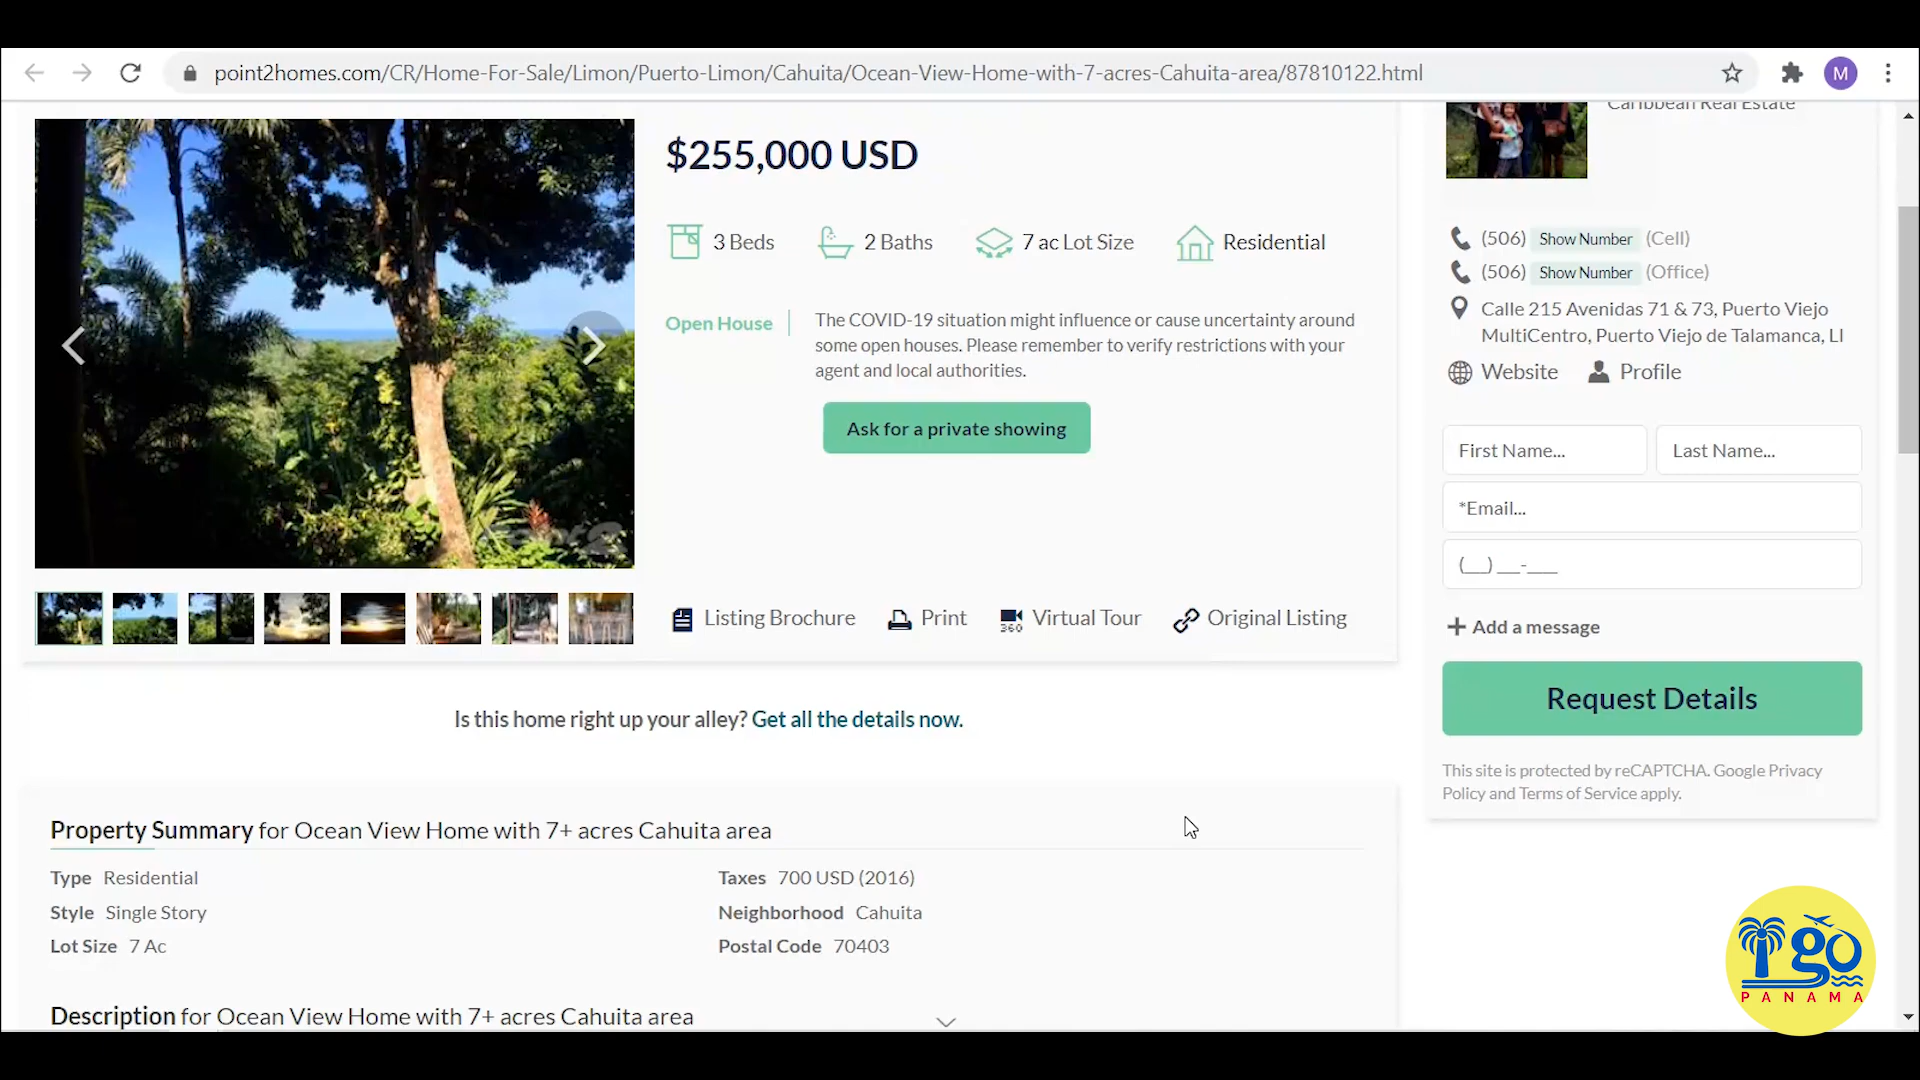 point2homes.com/CR/Home-For-Sale/Limon/Puerto-Limon/Cahuita/Ocean-View-Home-with-7-acres-Cahuita-area/87810122.html
M
Caribbean Real Estate
$255,000 USD
3 Beds
2 Baths
7 ac Lot Size
Residential
Open House
The COVID-19 situation might influence or cause uncertainty around
some open houses. Please remember to verify restrictions with your
agent and local authorities.
Ask for a private showing
Listing Brochure
Print
360
Virtual Tour
Original Listing
(506) Show Number (Cell)
(506) Show Number (Office)
Calle 215 Avenidas 71 & 73, Puerto Viejo
MultiCentro, Puerto Viejo de Talamanca, LI
Website
Profile
First Name...
Last Name...
*Email...
(__) __-___
Add a message
Request Details
This site is protected by reCAPTCHA. Google Privacy
Policy and Terms of Service apply.
Is this home right up your alley? Get all the details now.
Property Summary for Ocean View Home with 7+ acres Cahuita area
Type Residential
Taxes 700 USD (2016)
Style Single Story
Neighborhood Cahuita
Lot Size 7 Ac
Postal Code 70403
Description for Ocean View Home with 7+ acres Cahuita area
go
PANAMA